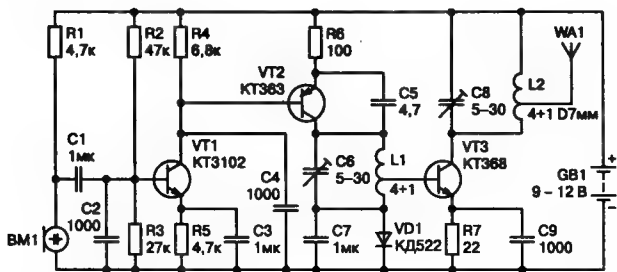 R1
4,7к
R2
47к
R4
6,8к
R6
100
WA1
VT2
КТ363
C5
4,7
C8
5–30
L2
4+1 D7мм
C1
1мк
VT1
КТ3102
C6
5–30
L1
4+1
VT3
КТ368
GB1
9 – 12 В
+
–
C2
1000
C4
1000
BM1
R3
27к
R5
4,7к
C3
1мк
C7
1мк
VD1
КД522
R7
22
C9
1000